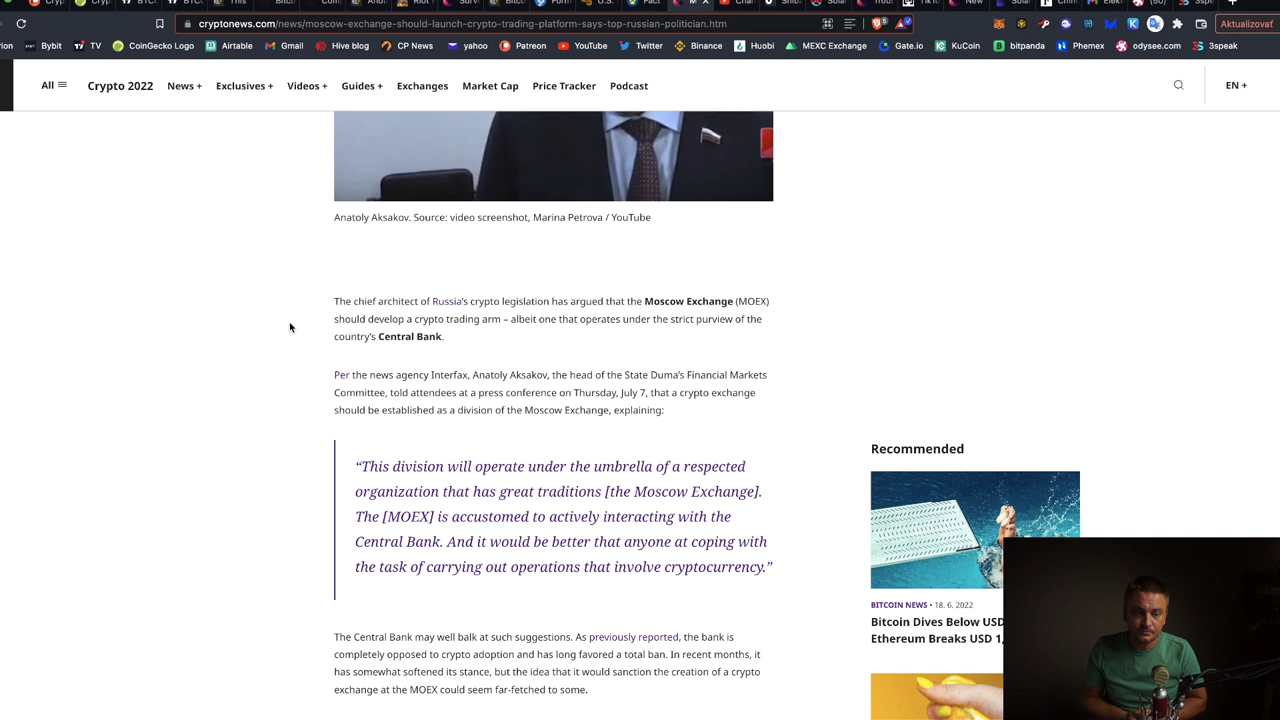 cryptonews.com/news/moscow-exchange-should-launch-crypto-trading-platform-says-top-russian-politician.htm
Aktualizovať
Bybit TV CoinGecko Logo Airtable Gmail Hive blog CP News yahoo Patreon YouTube Twitter Binance Huobi MEXC Exchange Gate.io KuCoin bitpanda Phemex odysee.com 3speak
All Crypto 2022 News + Exclusives + Videos + Guides + Exchanges Market Cap Price Tracker Podcast EN +
Anatoly Aksakov. Source: video screenshot, Marina Petrova / YouTube
The chief architect of Russia's crypto legislation has argued that the Moscow Exchange (MOEX)
should develop a crypto trading arm – albeit one that operates under the strict purview of the
country's Central Bank.
Per the news agency Interfax, Anatoly Aksakov, the head of the State Duma's Financial Markets
Committee, told attendees at a press conference on Thursday, July 7, that a crypto exchange
should be established as a division of the Moscow Exchange, explaining:
“This division will operate under the umbrella of a respected
organization that has great traditions [the Moscow Exchange].
The [MOEX] is accustomed to actively interacting with the
Central Bank. And it would be better that anyone at coping with
the task of carrying out operations that involve cryptocurrency.”
The Central Bank may well balk at such suggestions. As previously reported, the bank is
completely opposed to crypto adoption and has long favored a total ban. In recent months, it
has somewhat softened its stance, but the idea that it would sanction the creation of a crypto
exchange at the MOEX could seem far-fetched to some.
Recommended
BITCOIN NEWS • 18. 6. 2022
Bitcoin Dives Below USD
Ethereum Breaks USD 1,